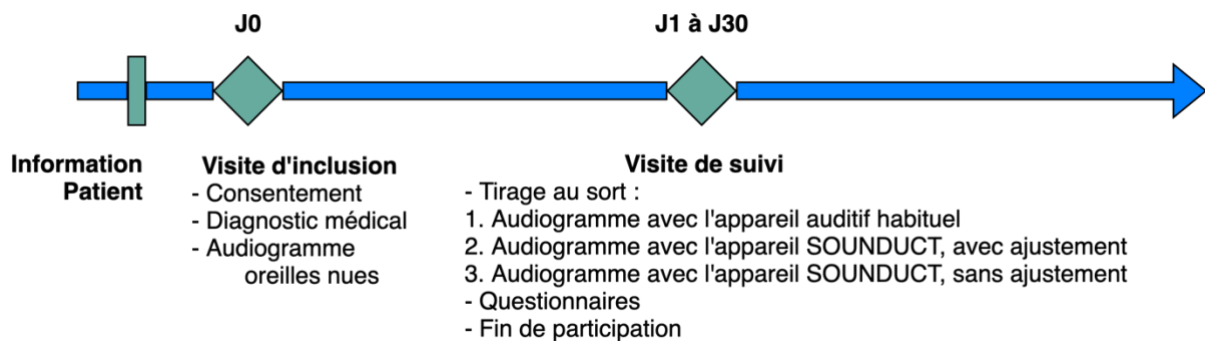 J0
J1 à J30
Information
Patient
Visite d'inclusion
- Consentement
- Diagnostic médical
- Audiogramme
oreilles nues
Visite de suivi
- Tirage au sort :
1. Audiogramme avec l'appareil auditif habituel
2. Audiogramme avec l'appareil SOUNDUCT, avec ajustement
3. Audiogramme avec l'appareil SOUNDUCT, sans ajustement
- Questionnaires
- Fin de participation